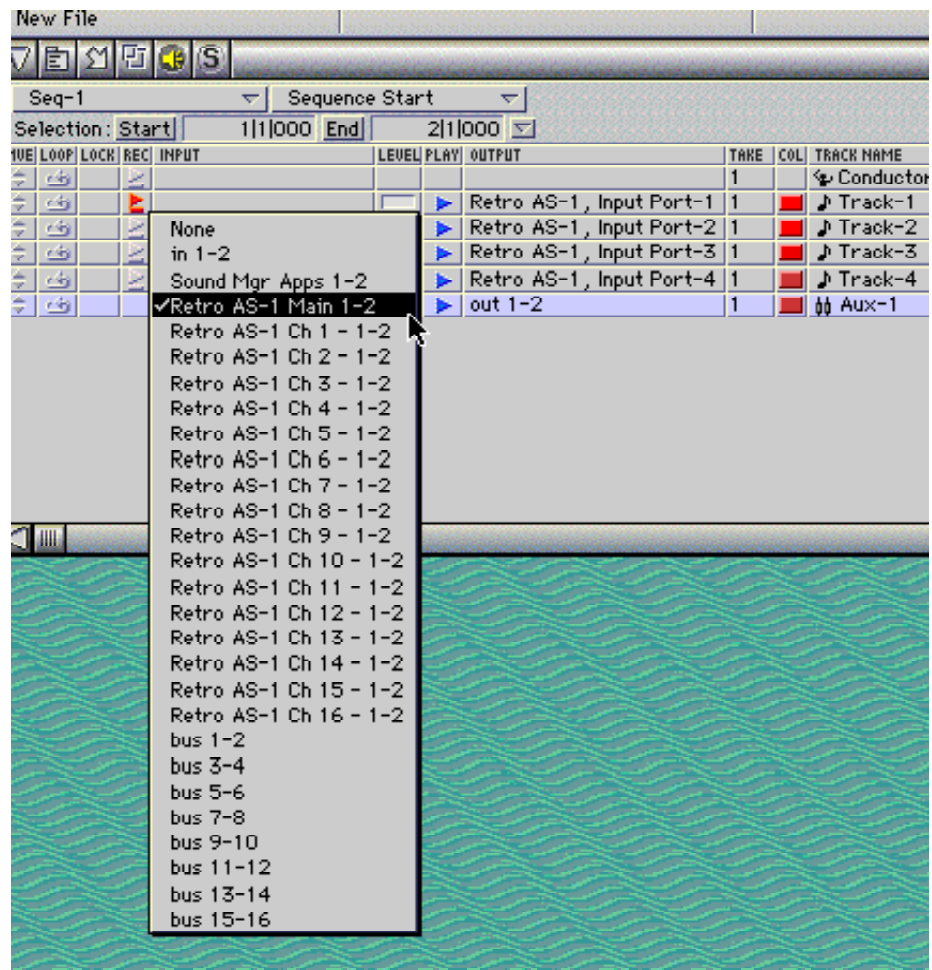 New File
S
Seq-1 Sequence Start
Selection: Start 1|1|000 End 2|1|000
LOOP LOCK REC INPUT LEVEL PLAY OUTPUT TAKE COL TRACK NAME
1 Conductor
Retro AS-1, Input Port-1 1 Track-1
Retro AS-1, Input Port-2 1 Track-2
Retro AS-1, Input Port-3 1 Track-3
Retro AS-1, Input Port-4 1 Track-4
out 1-2 1 Aux-1
None
in 1-2
Sound Mgr Apps 1-2
✓Retro AS-1 Main 1-2
Retro AS-1 Ch 1 - 1-2
Retro AS-1 Ch 2 - 1-2
Retro AS-1 Ch 3 - 1-2
Retro AS-1 Ch 4 - 1-2
Retro AS-1 Ch 5 - 1-2
Retro AS-1 Ch 6 - 1-2
Retro AS-1 Ch 7 - 1-2
Retro AS-1 Ch 8 - 1-2
Retro AS-1 Ch 9 - 1-2
Retro AS-1 Ch 10 - 1-2
Retro AS-1 Ch 11 - 1-2
Retro AS-1 Ch 12 - 1-2
Retro AS-1 Ch 13 - 1-2
Retro AS-1 Ch 14 - 1-2
Retro AS-1 Ch 15 - 1-2
Retro AS-1 Ch 16 - 1-2
bus 1-2
bus 3-4
bus 5-6
bus 7-8
bus 9-10
bus 11-12
bus 13-14
bus 15-16